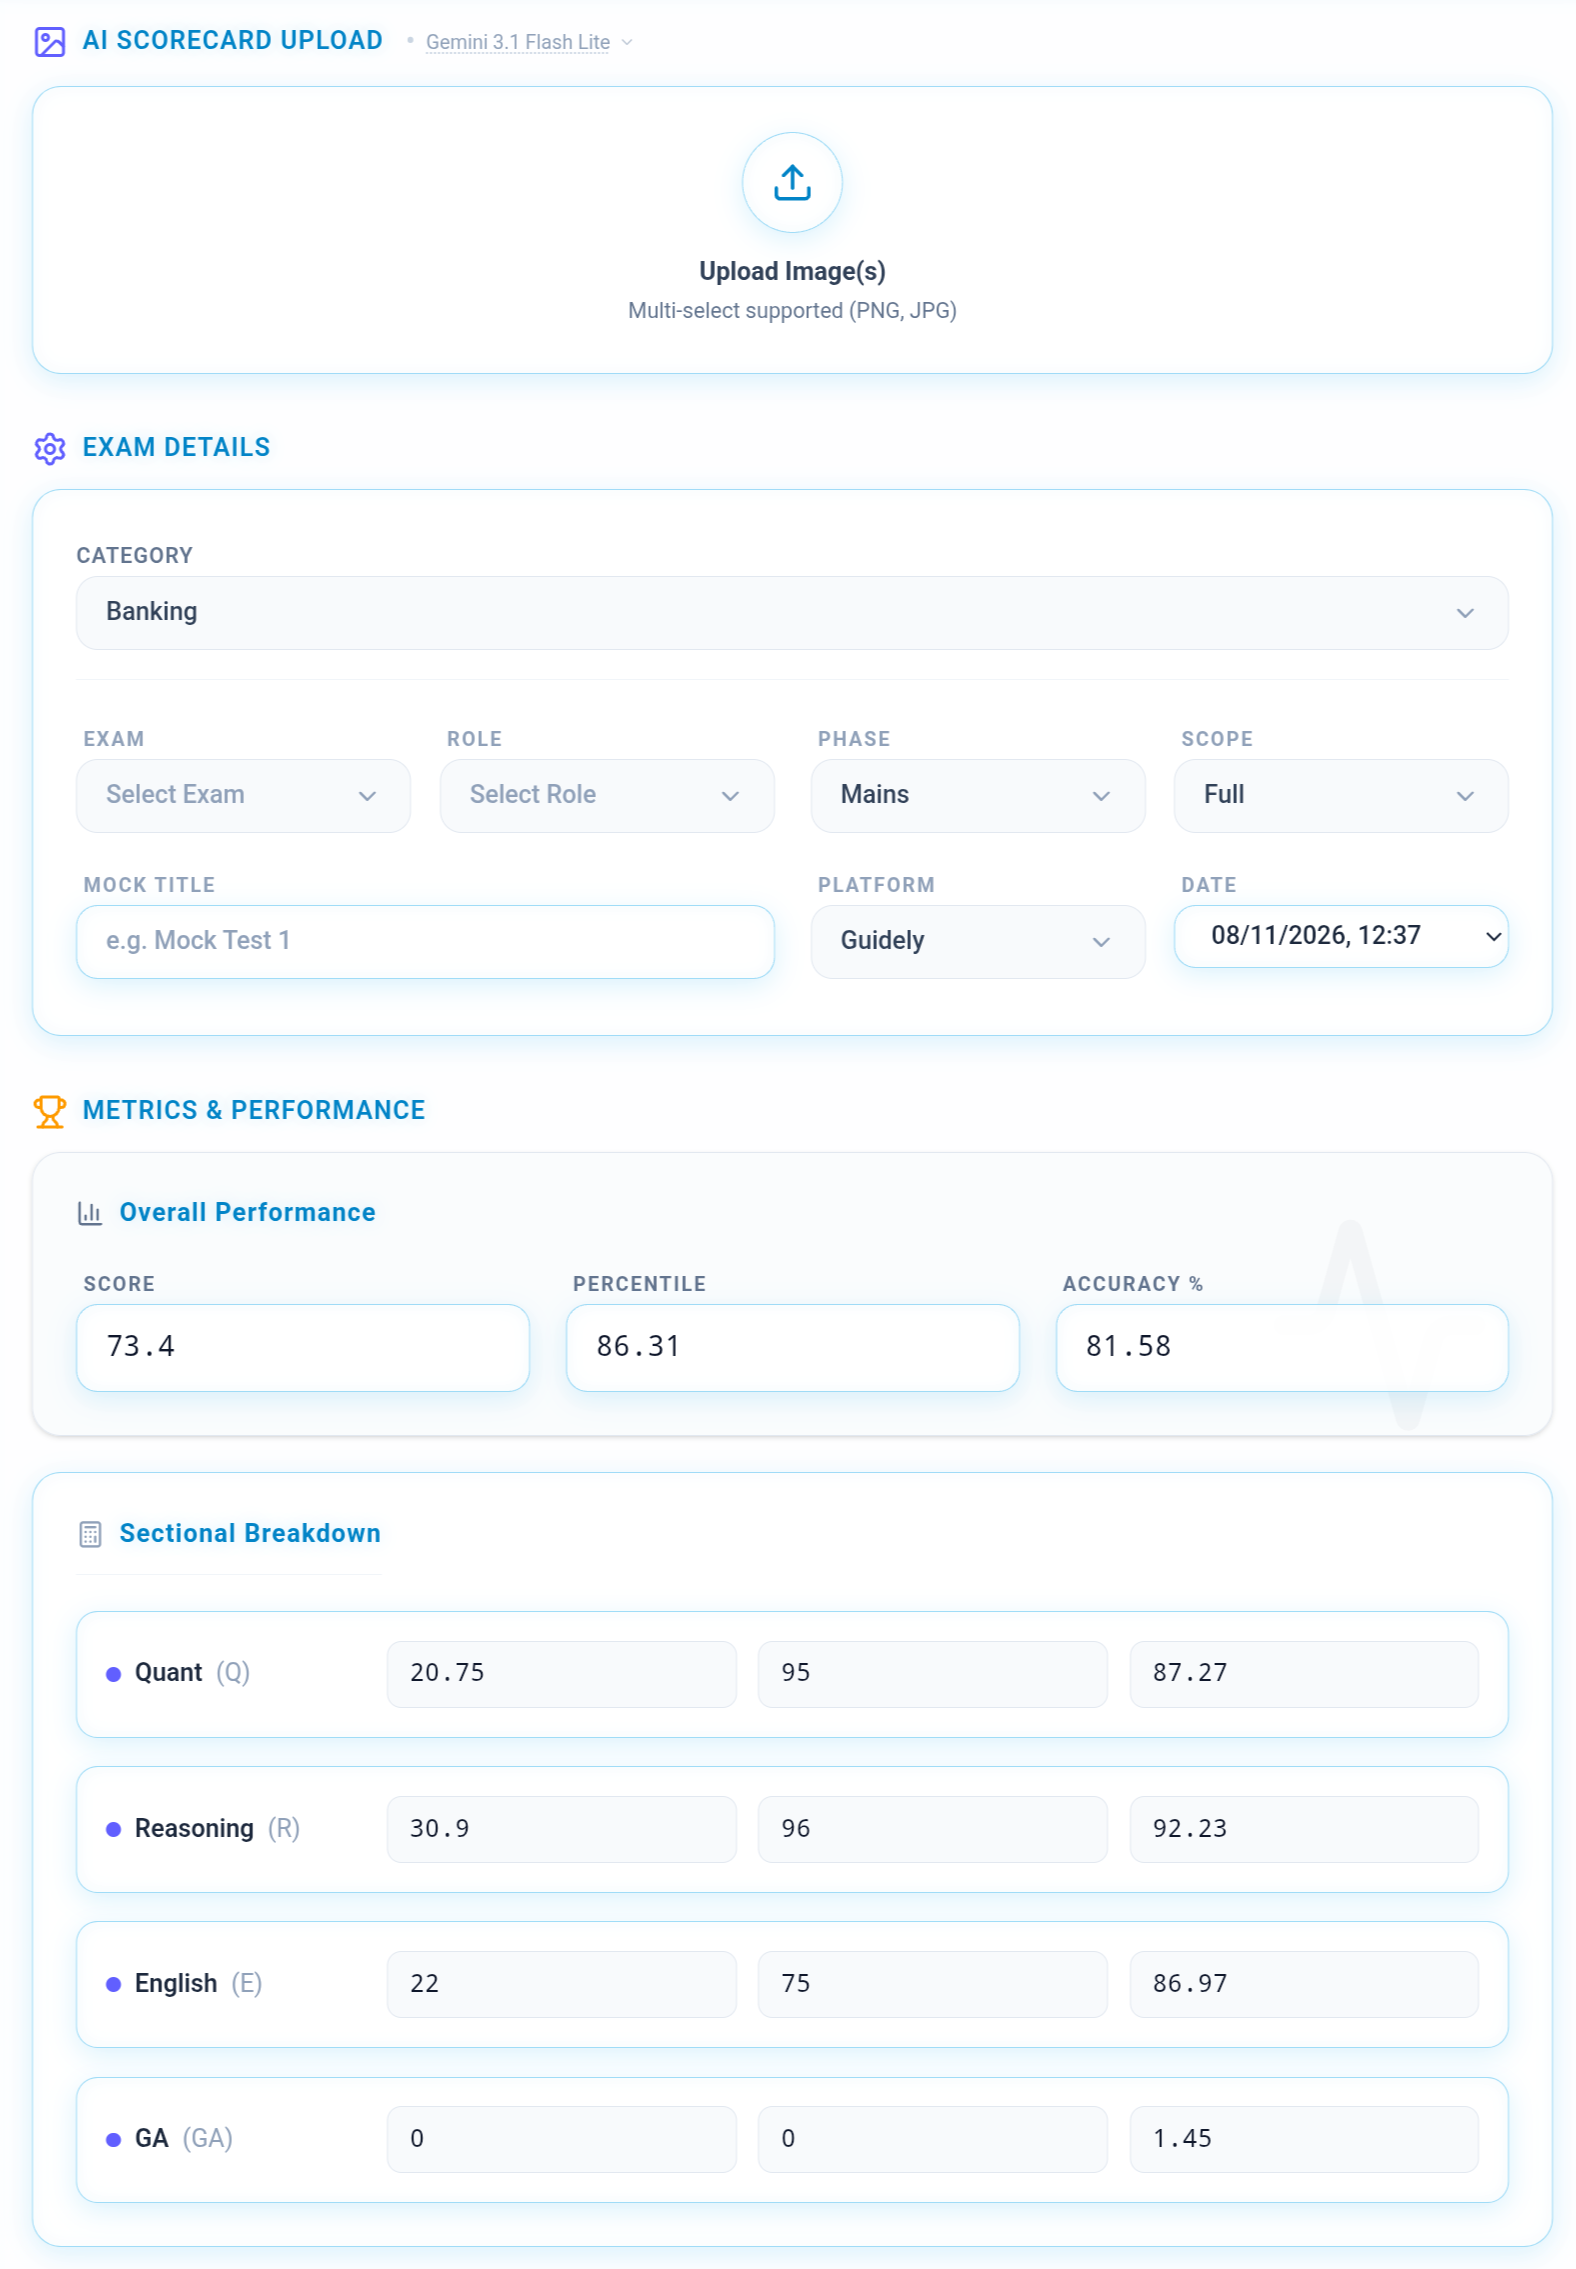 AI SCORECARD UPLOAD • Gemini 3.1 Flash Lite
Upload Image(s)
Multi-select supported (PNG, JPG)
EXAM DETAILS
CATEGORY
Banking
EXAM ROLE PHASE SCOPE
Select Exam Select Role Mains Full
MOCK TITLE PLATFORM DATE
e.g. Mock Test 1 Guidely 08/11/2026, 12:37
METRICS & PERFORMANCE
Overall Performance
SCORE PERCENTILE ACCURACY %
73.4 86.31 81.58
Sectional Breakdown
Quant (Q) 20.75 95 87.27
Reasoning (R) 30.9 96 92.23
English (E) 22 75 86.97
GA (GA) 0 0 1.45